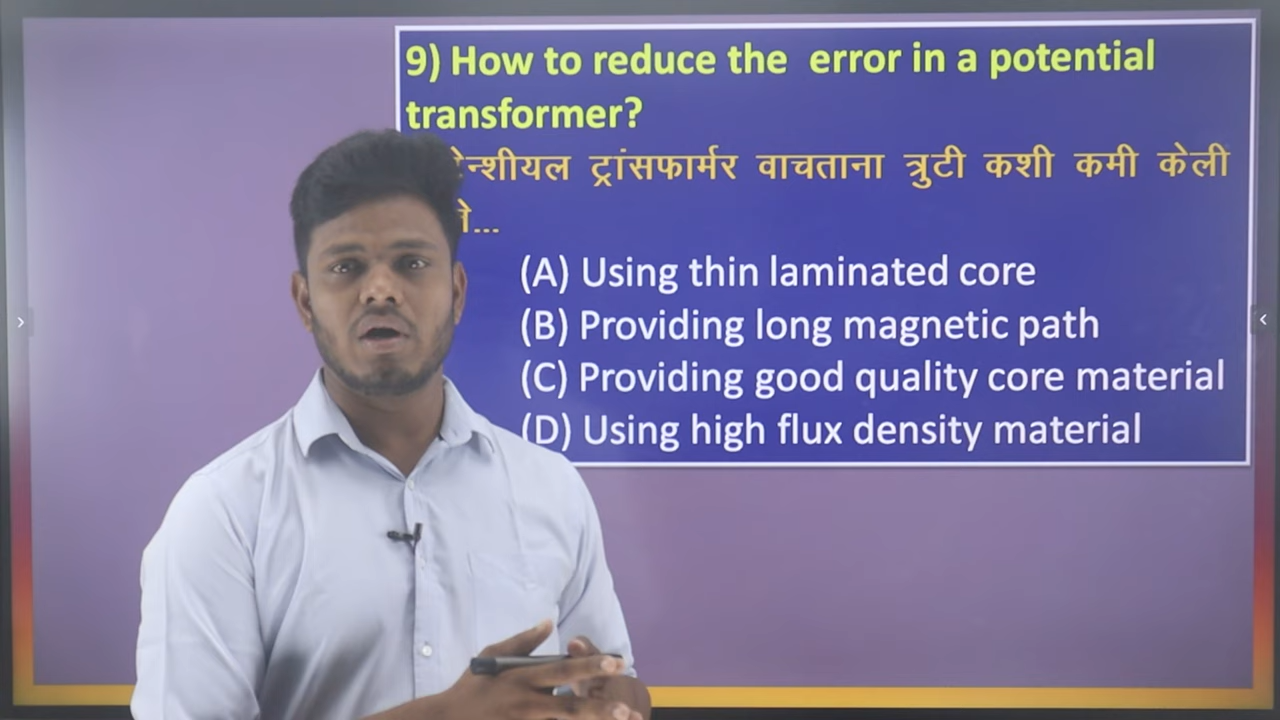 9) How to reduce the error in a potential
transformer?
ट्रांसफार्मर वाचताना त्रुटी कशी कमी केली
...
(A) Using thin laminated core
(B) Providing long magnetic path
(C) Providing good quality core material
(D) Using high flux density material